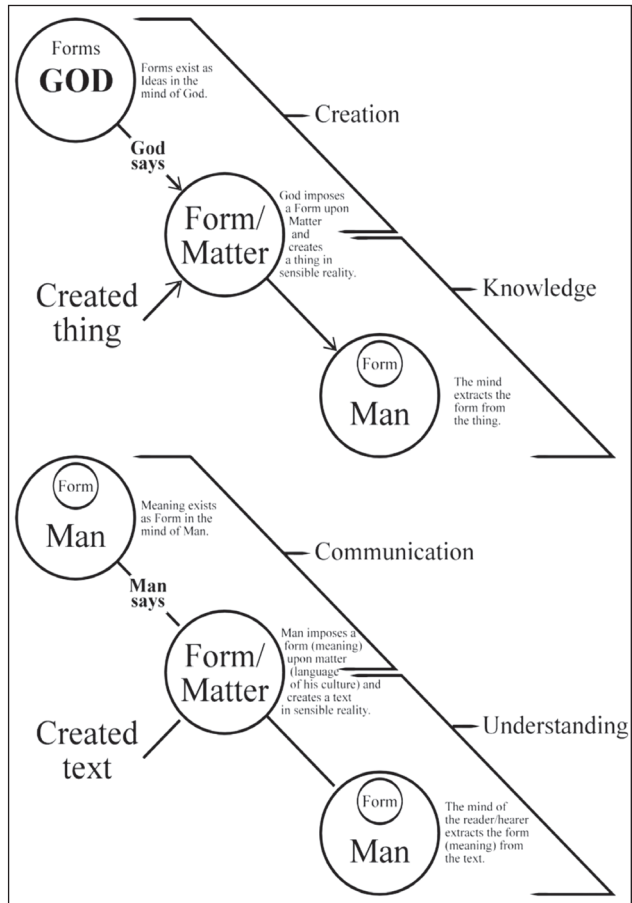 Forms
GOD
Forms exist as
Ideas in the
mind of God.
Creation
God
says
Form/
Matter
God imposes
a Form upon
Matter
and
creates
a thing in
sensible reality.
Created
thing
Knowledge
Form
Man
The mind
extracts the
form from
the thing.
Form
Man
Meaning exists
as Form in the
mind of Man.
Communication
Man
says
Form/
Matter
Man imposes a
form (meaning)
upon matter
(language
of his culture) and
creates a text
in sensible reality.
Created
text
Understanding
Form
Man
The mind of
the reader/hearer
extracts the form
(meaning) from
the text.